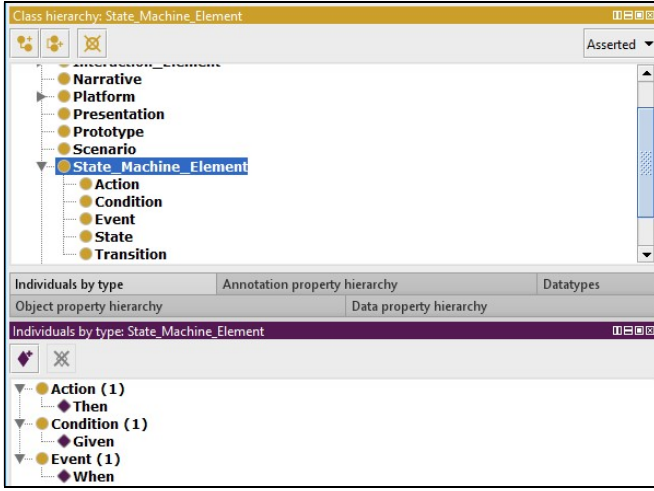 Class hierarchy: State_Machine_Element
Asserted
Interaction_Element
Narrative
Platform
Presentation
Prototype
Scenario
State_Machine_Element
Action
Condition
Event
State
Transition
Individuals by type Annotation property hierarchy Datatypes
Object property hierarchy Data property hierarchy
Individuals by type: State_Machine_Element
Action (1)
Then
Condition (1)
Given
Event (1)
When